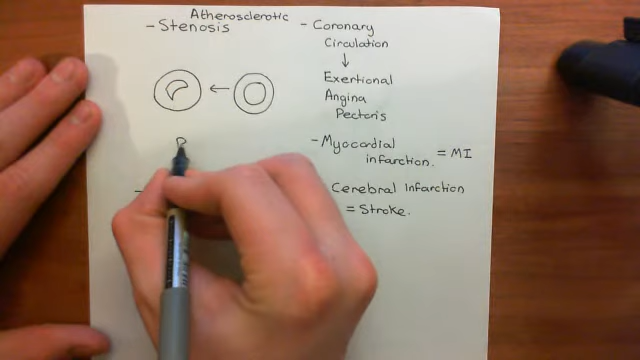 Atherosclerotic
- Stenosis
- Coronary
Circulation
↓
Exertional
Angina
Pectoris
- Myocardial
infarction. = MI
Cerebral Infarction
= Stroke.